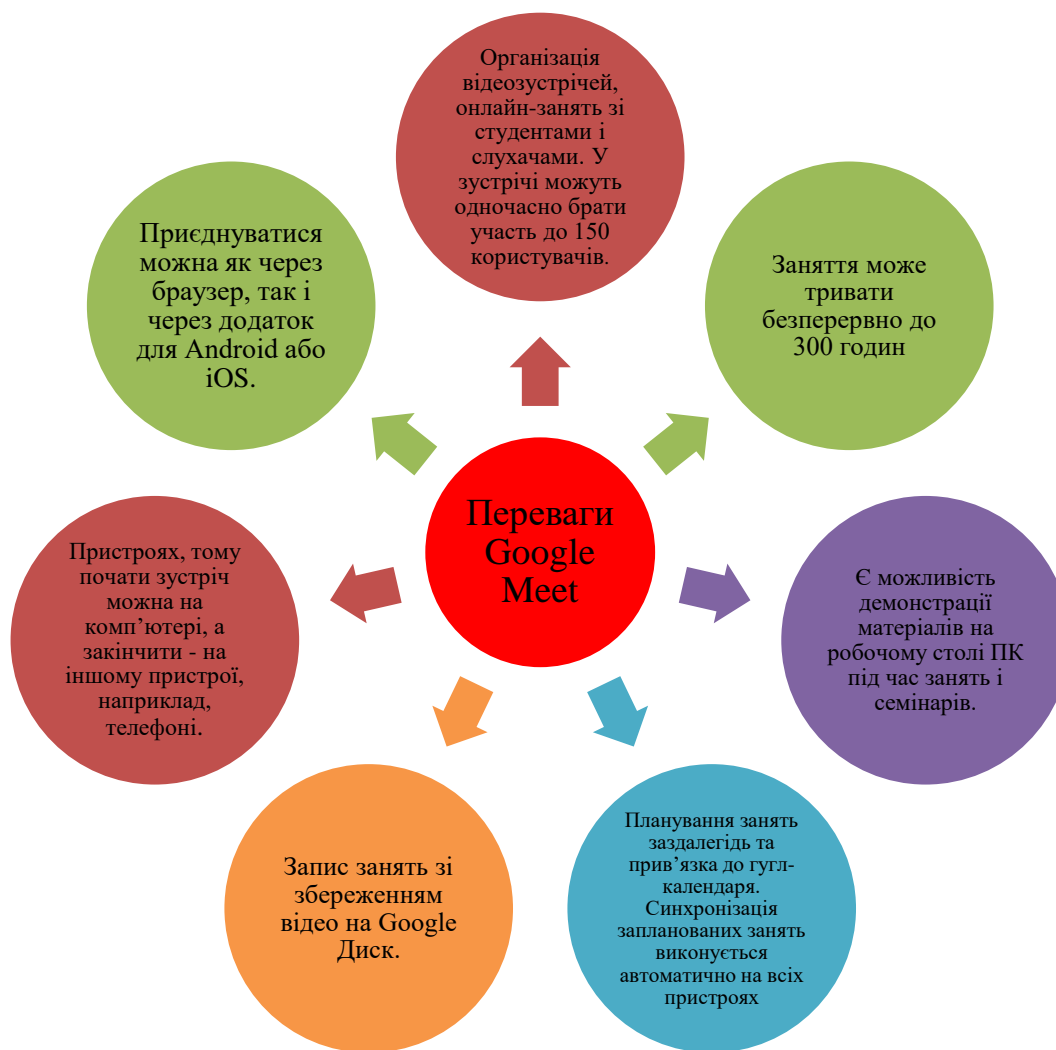 Організація
відеозустрічей,
онлайн-занять зі
студентами і
слухачами. У
зустрічі можуть
одночасно брати
участь до 150
користувачів.
Приєднуватися
можна як через
браузер, так і
через додаток
для Android або
iOS.
Заняття може
тривати
безперервно до
300 годин
Переваги
Google
Meet
Пристроях, тому
почати зустріч
можна на
комп’ютері, а
закінчити - на
іншому пристрої,
наприклад,
телефоні.
Є можливість
демонстрації
матеріалів на
робочому столі ПК
під час занять і
семінарів.
Запис занять зі
збереженням
відео на Google
Диск.
Планування занять
заздалегідь та
прив’язка до гугл-
календаря.
Синхронізація
запланованих занять
виконується
автоматично на всіх
пристроях